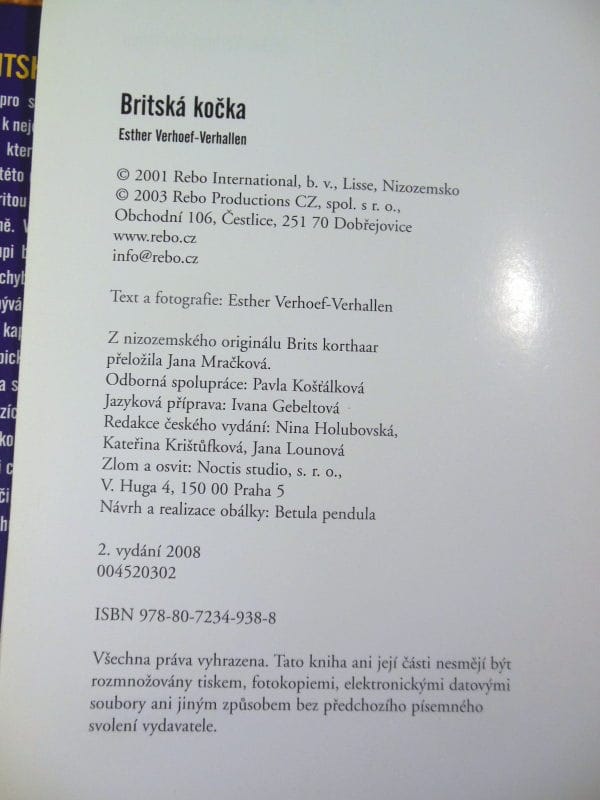 Britská kočka
Esther Verhoef-Verhallen
© 2001 Rebo International, b. v., Lisse, Nizozemsko
© 2003 Rebo Productions CZ, spol. s r. o.,
Obchodní 106, Čestlice, 251 70 Dobřejovice
www.rebo.cz
info@rebo.cz
Text a fotografie: Esther Verhoef-Verhallen
Z nizozemského originálu Brits korthaar
přeložila Jana Mračková.
Odborná spolupráce: Pavla Košťálková
Jazyková příprava: Ivana Gebeltová
Redakce českého vydání: Nina Holubovská,
Kateřina Krištůfková, Jana Lounová
Zlom a osvit: Noctis studio, s. r. o.,
V. Huga 4, 150 00 Praha 5
Návrh a realizace obálky: Betula pendula
2. vydání 2008
004520302
ISBN 978-80-7234-938-8
Všechna práva vyhrazena. Tato kniha ani její části nesmějí být
rozmnožovány tiskem, fotokopiemi, elektronickými datovými
soubory ani jiným způsobem bez předchozího písemného
svolení vydavatele.
pro s
k nej
kter
této